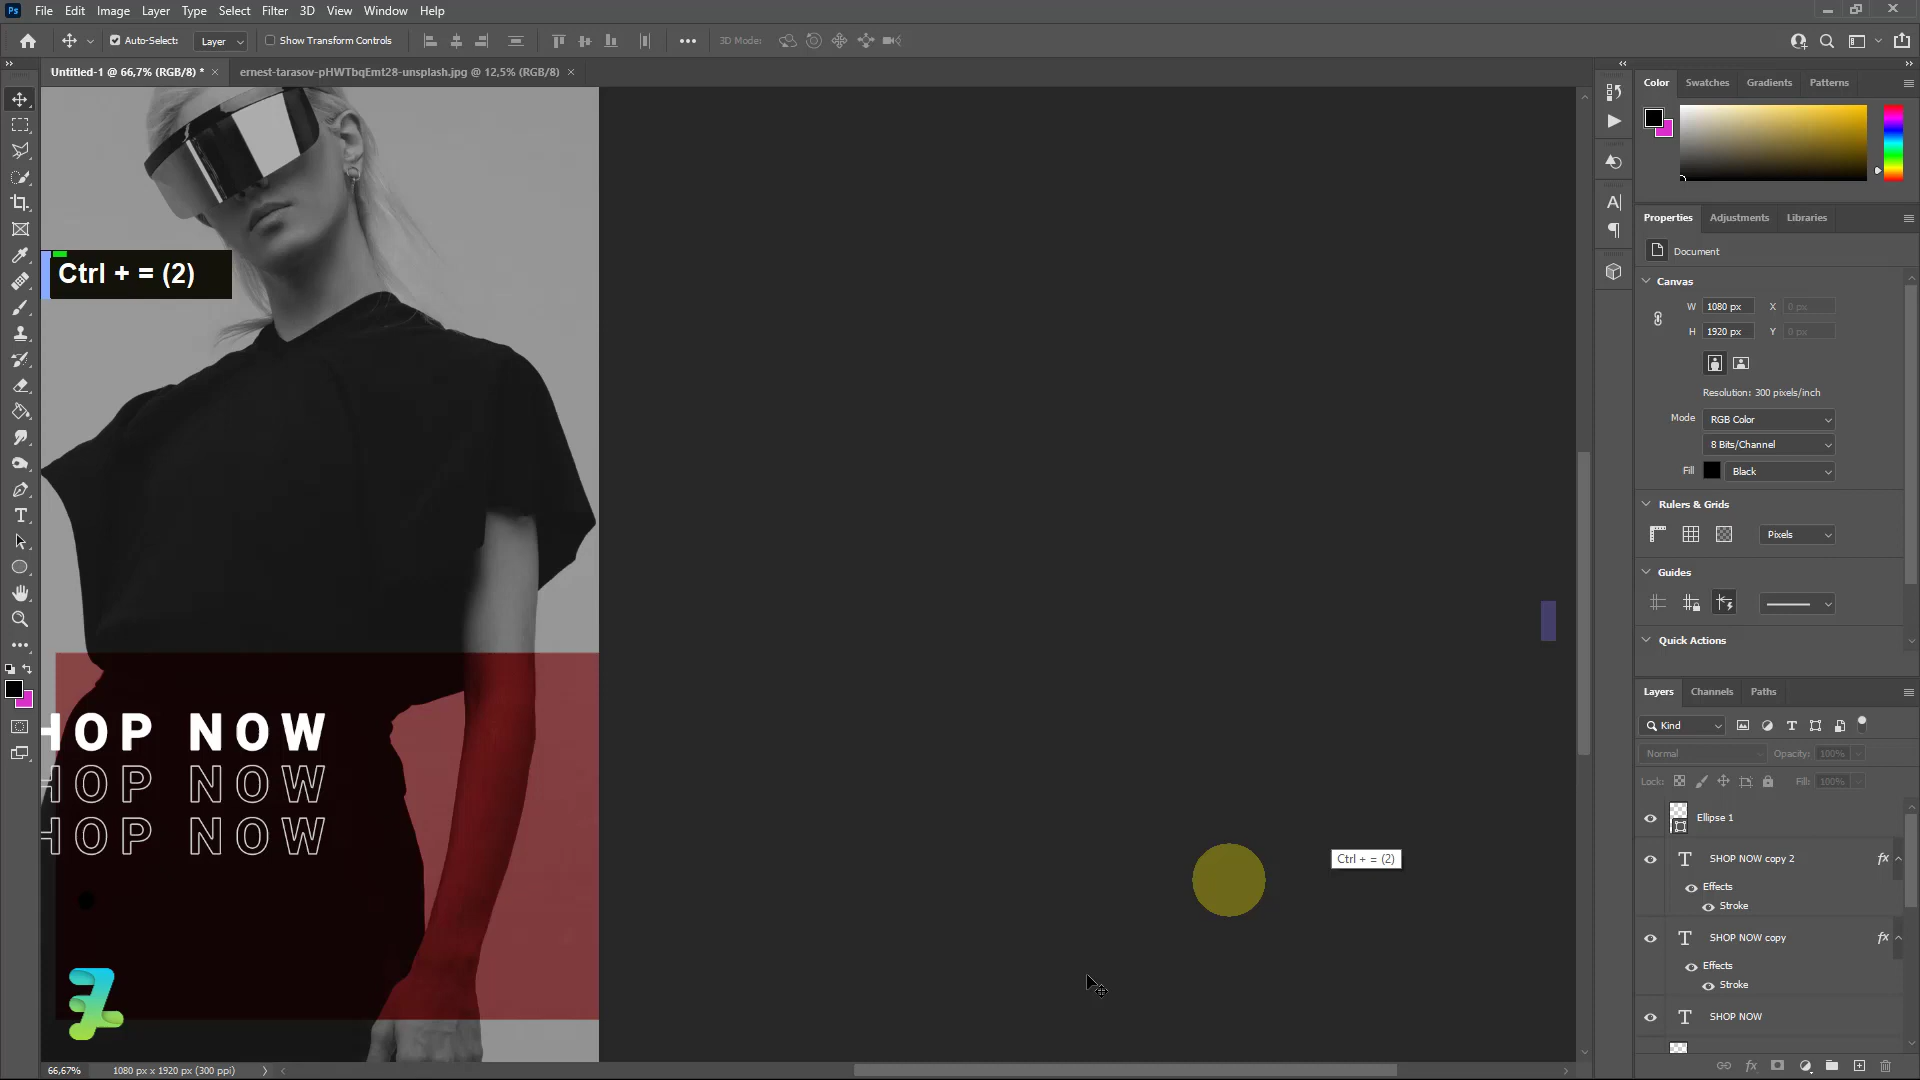 Ps File Edit Image Layer Type Select Filter 3D View Window Help
Auto-Select: Layer Show Transform Controls 3D Mode:
Untitled-1 @ 66,7% (RGB/8) * × ernest-tarasov-pHWTbqEmt28-unsplash.jpg @ 12,5% (RGB/8) ×
Color Swatches Gradients Patterns
Properties Adjustments Libraries
Document
Canvas
W 1080 px X 0 px
H 1920 px Y 0 px
Resolution: 300 pixels/inch
Mode RGB Color
8 Bits/Channel
Fill Black
Rulers & Grids
Pixels
Guides
Quick Actions
Layers Channels Paths
Kind
Normal Opacity: 100%
Lock: Fill: 100%
Ellipse 1
SHOP NOW copy 2 fx
Effects
Stroke
SHOP NOW copy fx
Effects
Stroke
SHOP NOW
Ctrl + = (2)
HOP NOW
HOP NOW
HOP NOW
Ctrl + = (2)
66,67% 1080 px x 1920 px (300 ppi)